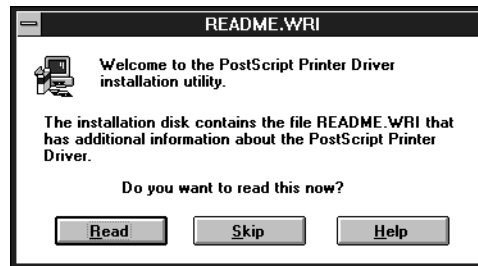 README.WRI
Welcome to the PostScript Printer Driver
installation utility.
The installation disk contains the file README.WRI that
has additional information about the PostScript Printer
Driver.
Do you want to read this now?
Read Skip Help